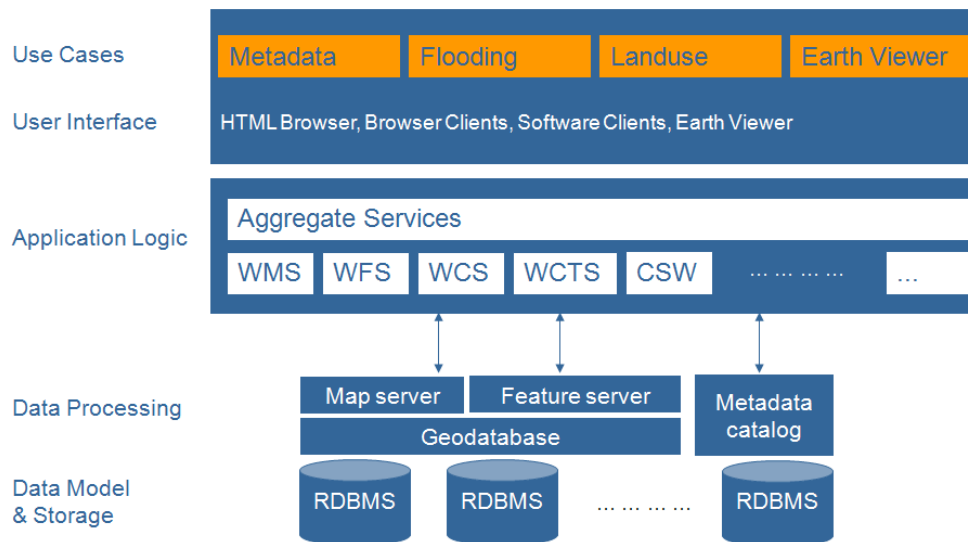 Use Cases
Metadata
Flooding
Landuse
Earth Viewer
User Interface
HTML Browser, Browser Clients, Software Clients, Earth Viewer
Application Logic
Aggregate Services
WMS
WFS
WCS
WCTS
CSW
... ... ... ...
...
Data Processing
Map server
Feature server
Geodatabase
Metadata
catalog
Data Model
& Storage
RDBMS
RDBMS
... ... ... ...
RDBMS